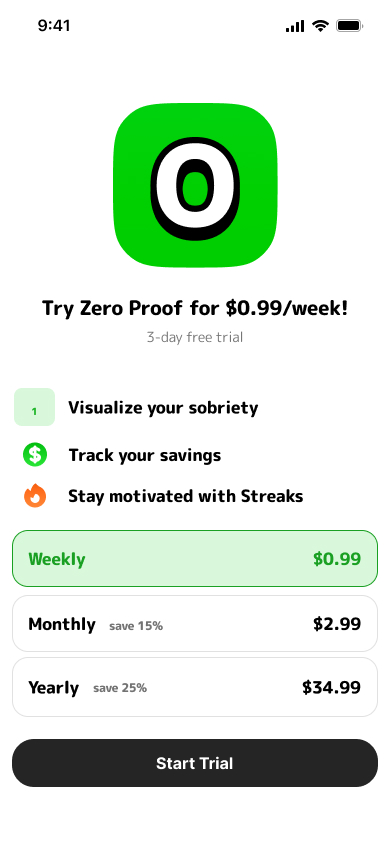 9:41
0
Try Zero Proof for $0.99/week!
3-day free trial
1 Visualize your sobriety
$ Track your savings
Stay motivated with Streaks
Weekly $0.99
Monthly save 15% $2.99
Yearly save 25% $34.99
Start Trial